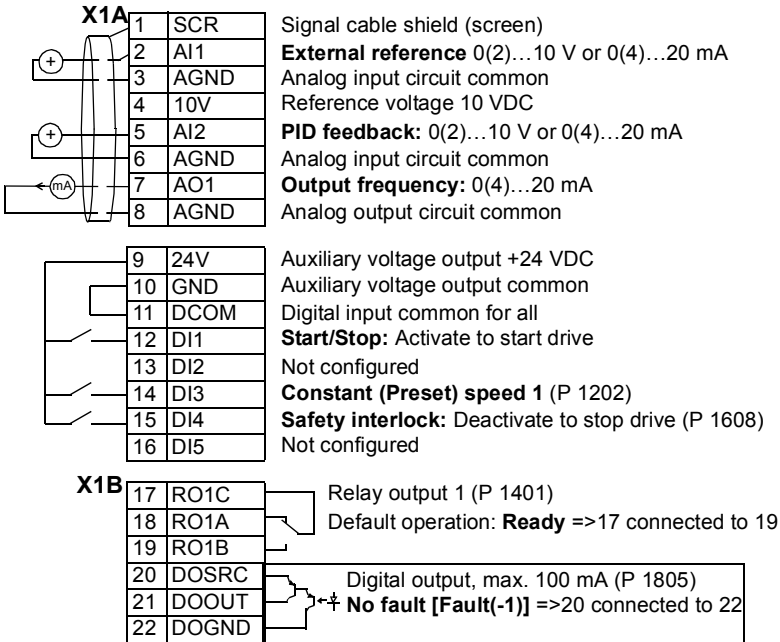 X1A
1 SCR Signal cable shield (screen)
2 AI1 External reference 0(2)…10 V or 0(4)…20 mA
3 AGND Analog input circuit common
4 10V Reference voltage 10 VDC
5 AI2 PID feedback: 0(2)…10 V or 0(4)…20 mA
6 AGND Analog input circuit common
mA 7 AO1 Output frequency: 0(4)…20 mA
8 AGND Analog output circuit common
9 24V Auxiliary voltage output +24 VDC
10 GND Auxiliary voltage output common
11 DCOM Digital input common for all
12 DI1 Start/Stop: Activate to start drive
13 DI2 Not configured
14 DI3 Constant (Preset) speed 1 (P 1202)
15 DI4 Safety interlock: Deactivate to stop drive (P 1608)
16 DI5 Not configured
X1B
17 RO1C Relay output 1 (P 1401)
18 RO1A Default operation: Ready =>17 connected to 19
19 RO1B
20 DOSRC Digital output, max. 100 mA (P 1805)
21 DOOUT No fault [Fault(-1)] =>20 connected to 22
22 DOGND